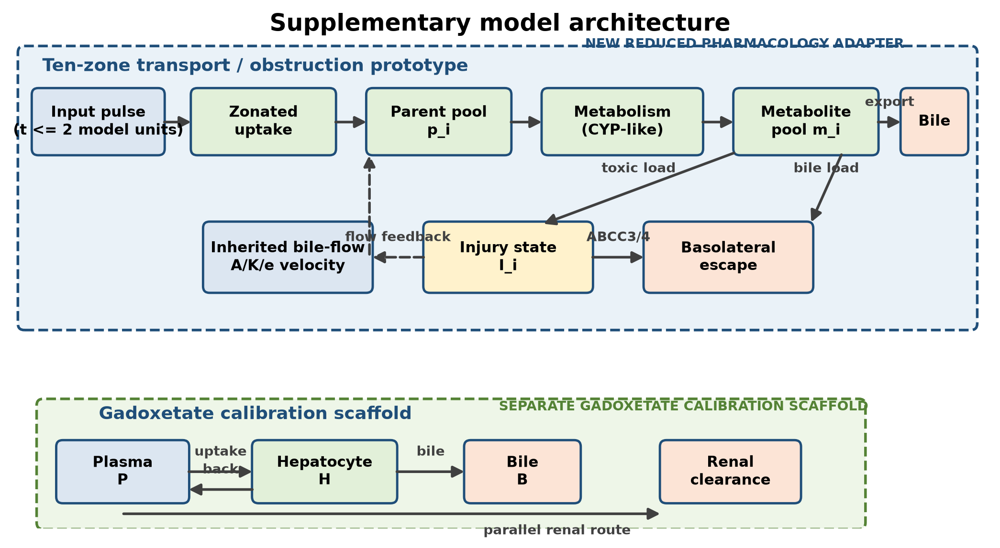 Supplementary model architecture
NEW REDUCED PHARMACOLOGY ADAPTER
Ten-zone transport / obstruction prototype
Input pulse
(t <= 2 model units)
Zonated
uptake
Parent pool
p_i
Metabolism
(CYP-like)
Metabolite
pool m_i
export
Bile
toxic load
bile load
Inherited bile-flow
A/K/e velocity
flow feedback
Injury state
I_i
ABCC3/4
Basolateral
escape
SEPARATE GADOXETATE CALIBRATION SCAFFOLD
Gadoxetate calibration scaffold
Plasma
P
uptake
back
Hepatocyte
H
bile
Bile
B
Renal
clearance
parallel renal route